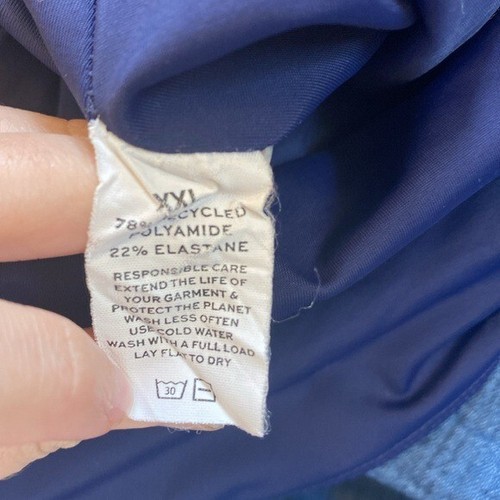 XXL
78% RECYCLED
POLYAMIDE
22% ELASTANE
RESPONSIBLE CARE
EXTEND THE LIFE OF
YOUR GARMENT &
PROTECT THE PLANET
WASH LESS OFTEN
USE COLD WATER
WASH WITH A FULL LOAD
LAY FLAT TO DRY
30